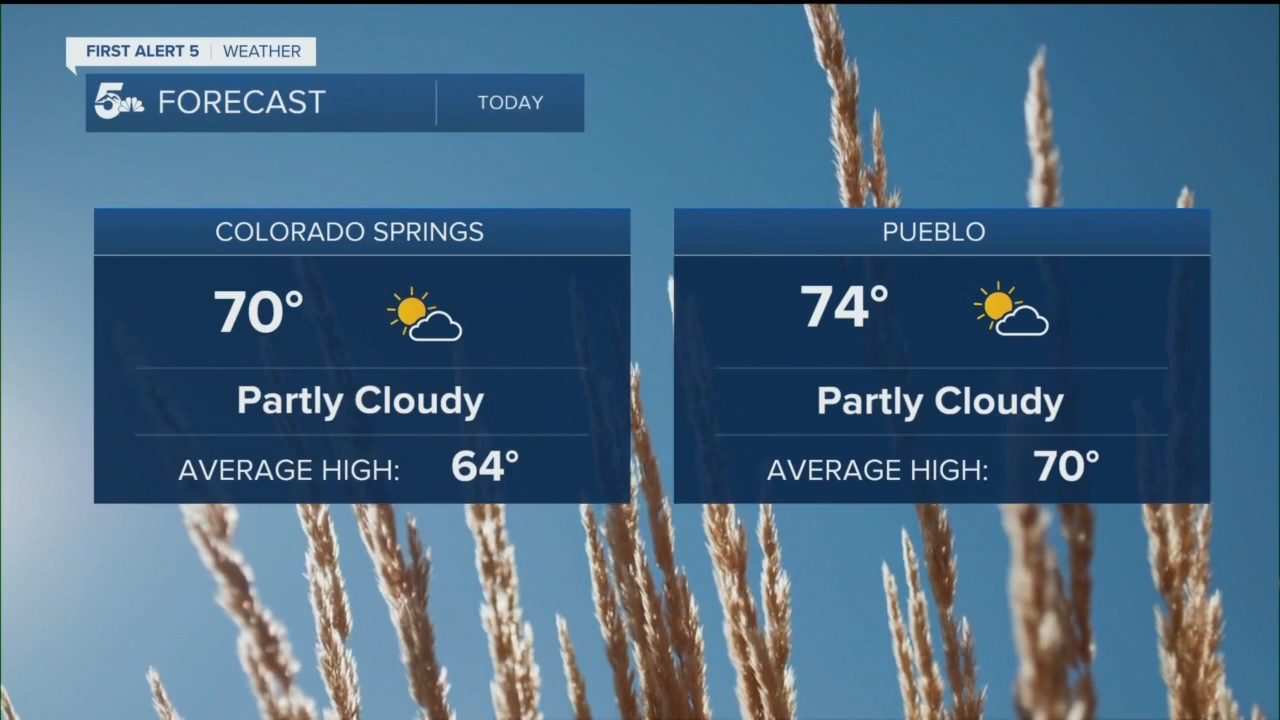 FIRST ALERT 5 | WEATHER
5 FORECAST TODAY
COLORADO SPRINGS
70°
Partly Cloudy
AVERAGE HIGH: 64°
PUEBLO
74°
Partly Cloudy
AVERAGE HIGH: 70°